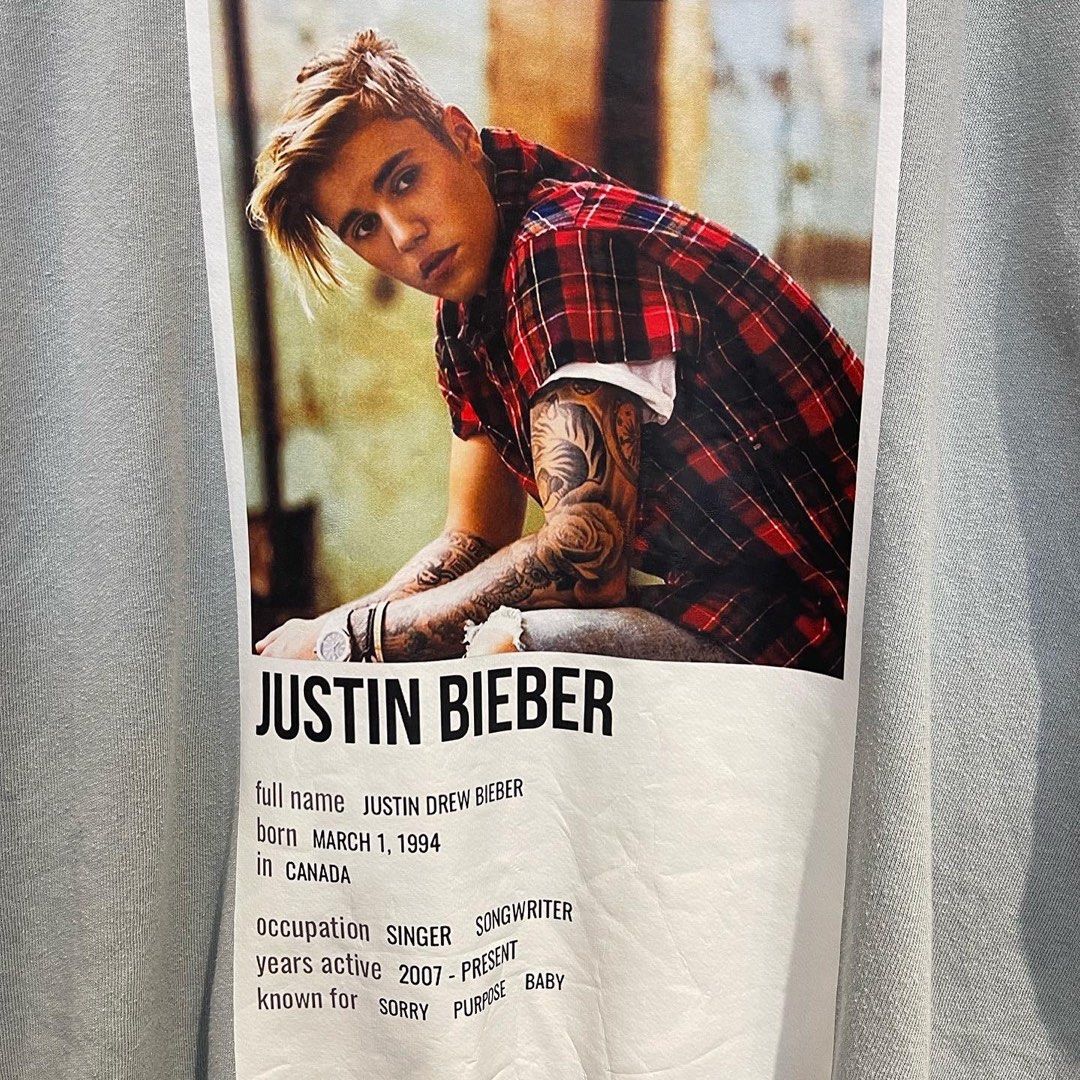 JUSTIN BIEBER
full name JUSTIN DREW BIEBER
born MARCH 1, 1994
in CANADA
occupation SINGER SONGWRITER
years active 2007 - PRESENT
known for SORRY PURPOSE BABY